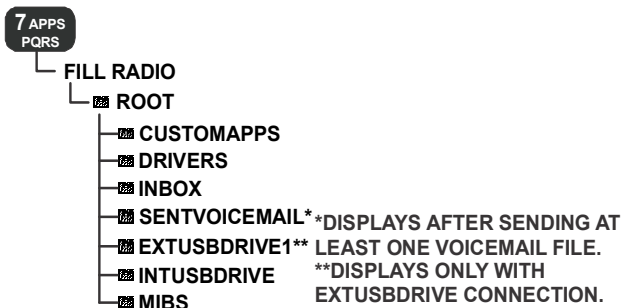 7 APPS
PQRS
FILL RADIO
ROOT
CUSTOMAPPS
DRIVERS
INBOX
SENTVOICEMAIL*
EXTUSBDRIVE1**
INTUSBDRIVE
MIBS
*DISPLAYS AFTER SENDING AT
LEAST ONE VOICEMAIL FILE.
**DISPLAYS ONLY WITH
EXTUSBDRIVE CONNECTION.